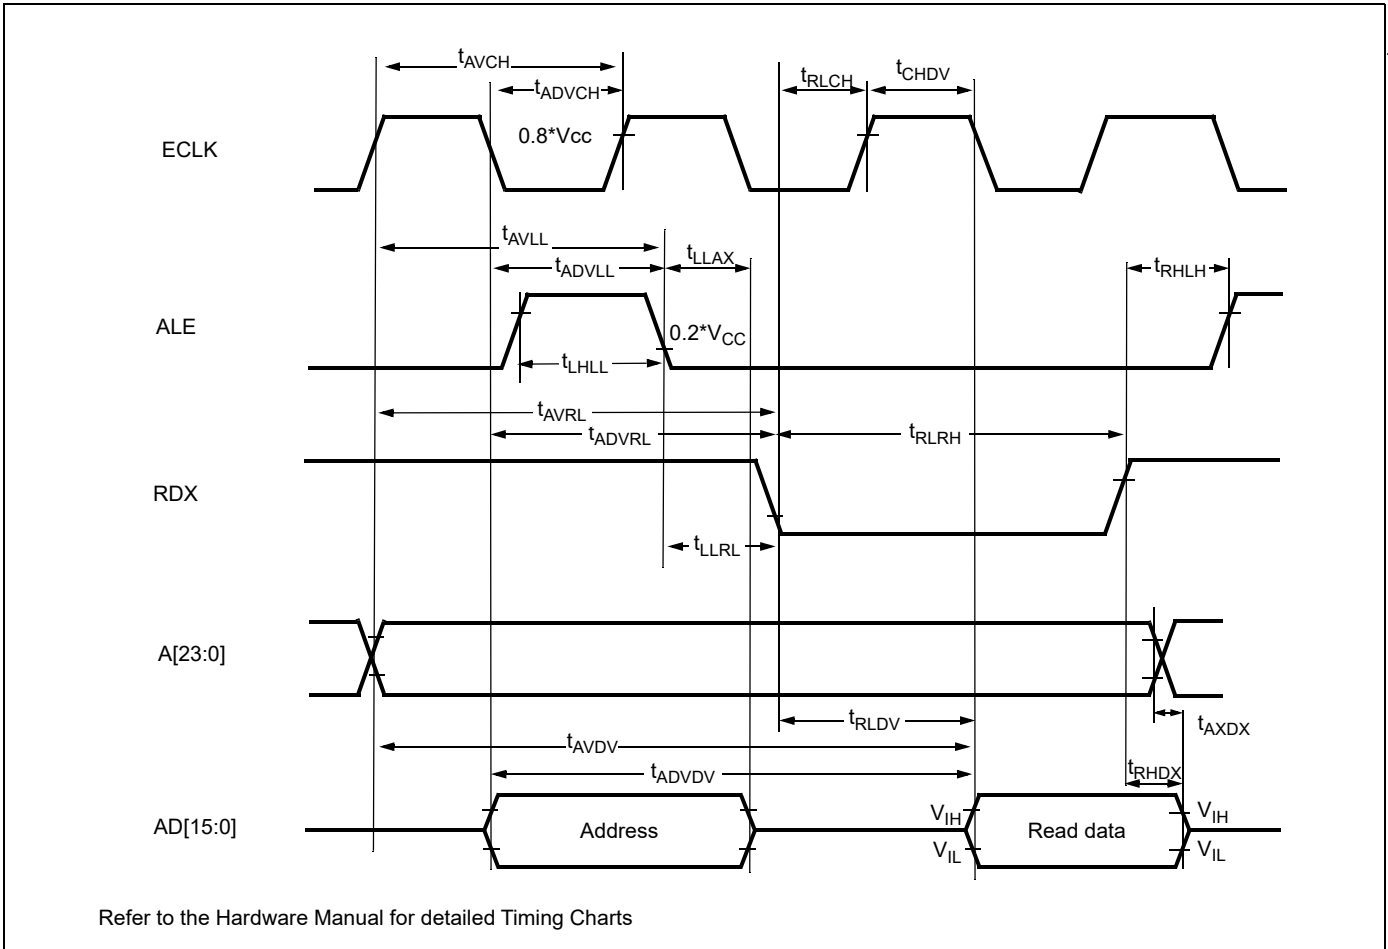 tAVCH
tADVCH
tRLCH
tCHDV
ECLK
0.8*Vcc
tAVLL
tADVLL
tLLAX
tRHLH
ALE
0.2*VCC
tLHLL
tAVRL
tADVRL
tRLRH
RDX
tLLRL
A[23:0]
tRLDV
tAXDX
tAVDV
tADVDV
tRHDX
AD[15:0]
Address
VIH
VIL
Read data
VIH
VIL
Refer to the Hardware Manual for detailed Timing Charts